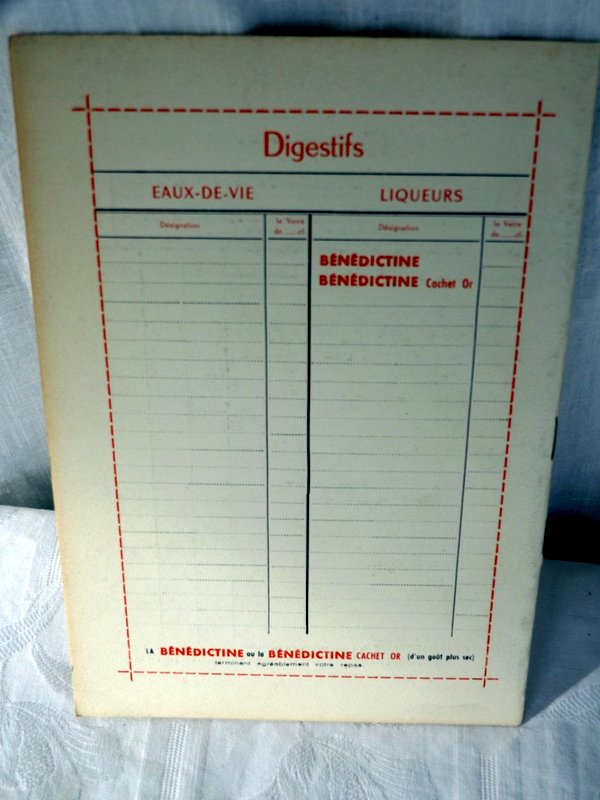 Digestifs
EAUX-DE-VIE LIQUEURS
Désignation le Verre Désignation le Verre
de......cl. de......cl.
BÉNÉDICTINE
BÉNÉDICTINE Cachet Or
LA BÉNÉDICTINE ou la BÉNÉDICTINE CACHET OR (d'un goût plus sec)
terminent agréablement votre repas